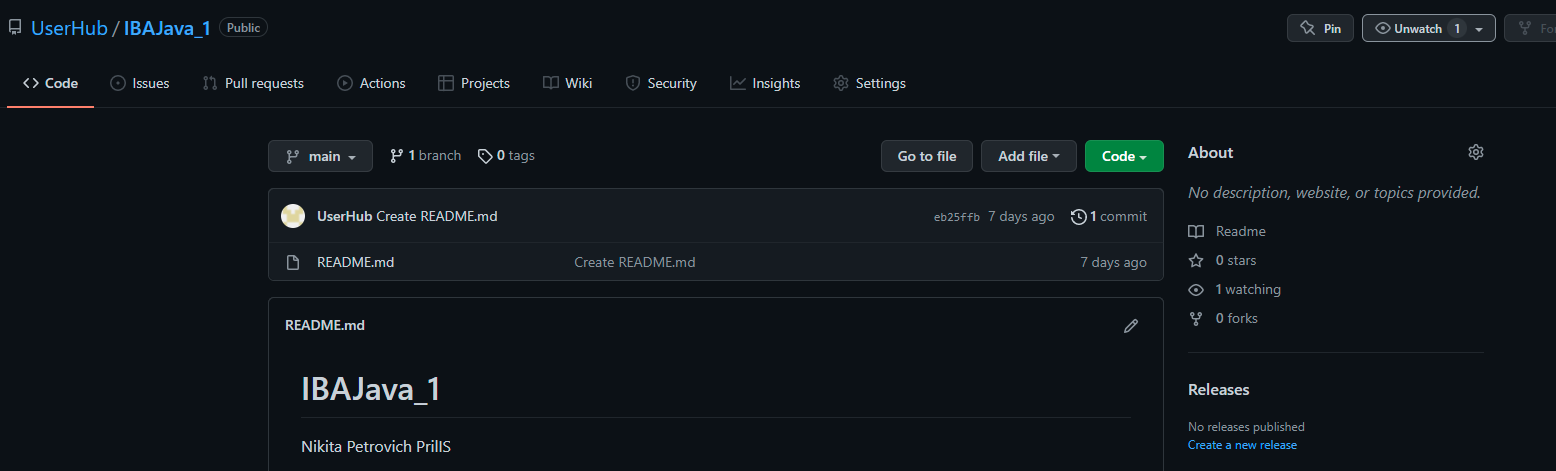 UserHub / IBAJava_1 Public
Pin Unwatch 1 Fo
Code Issues Pull requests Actions Projects Wiki Security Insights Settings
main 1 branch 0 tags Go to file Add file Code
UserHub Create README.md eb25ffb 7 days ago 1 commit
README.md Create README.md 7 days ago
README.md
IBAJava_1
Nikita Petrovich PrilIS
About
No description, website, or topics provided.
Readme
0 stars
1 watching
0 forks
Releases
No releases published
Create a new release